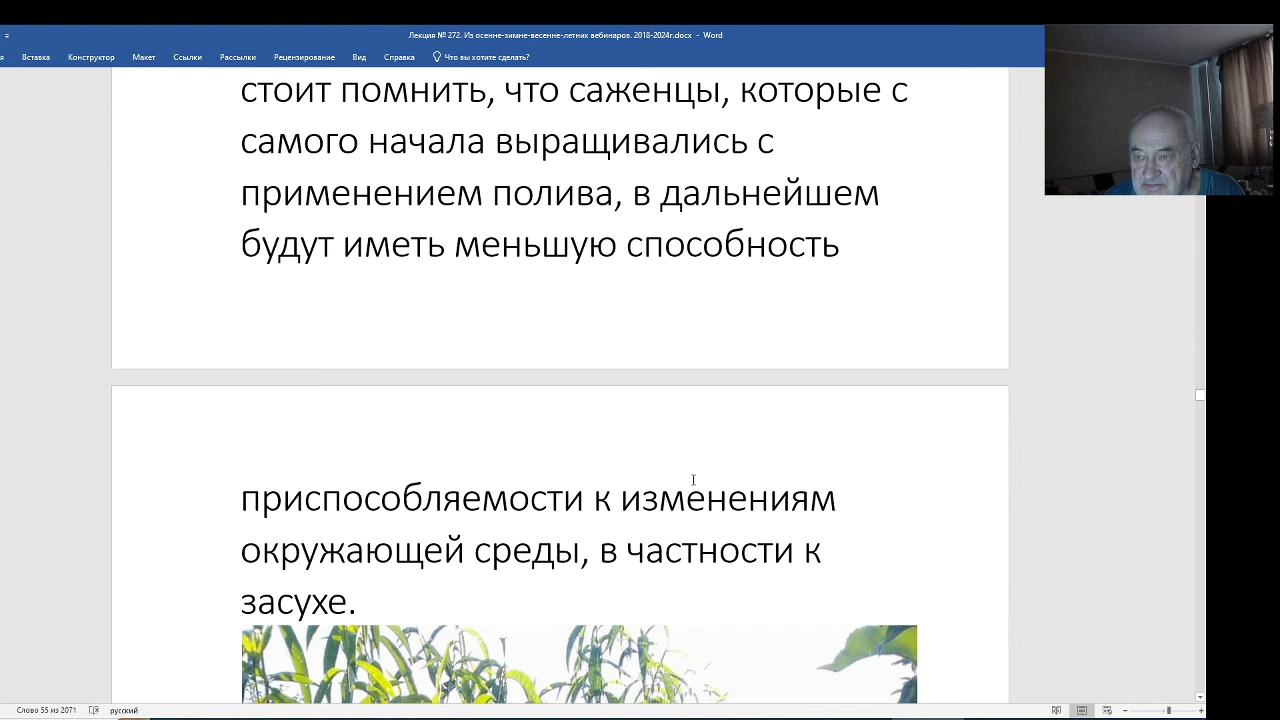 Лекция № 272. Из осенне-зимне-весенне-летних вебинаров. 2018-2024г.docx - Word
я Вставка Конструктор Макет Ссылки Рассылки Рецензирование Вид Справка Что вы хотите сделать?
стоит помнить, что саженцы, которые с
самого начала выращивались с
применением полива, в дальнейшем
будут иметь меньшую способность
приспособляемости к изменениям
окружающей среды, в частности к
засухе.
Слово 55 из 2071 русский